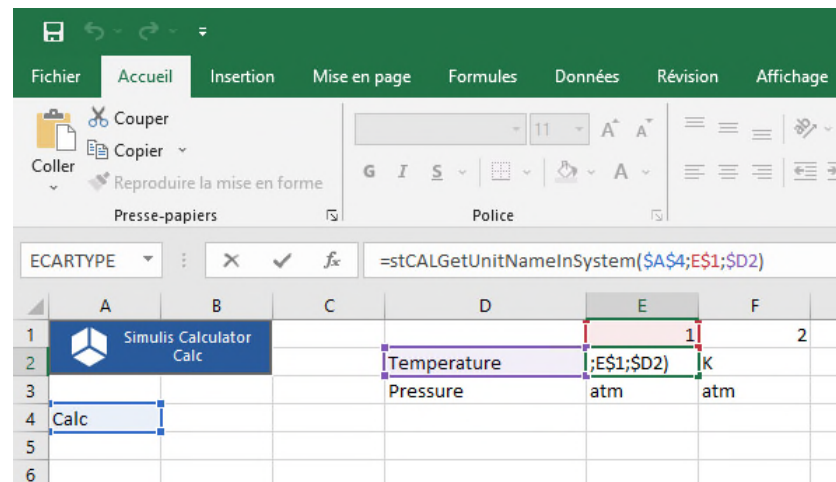 Fichier Accueil Insertion Mise en page Formules Données Révision Affichage
Couper
Copier
Reproduire la mise en forme
Coller
11 A A
G I S A
Presse-papiers Police
ECARTYPE fx =stCALGetUnitNameInSystem($A$4;E$1;$D2)
A B C D E F
1 Simulis Calculator Calc 1 2
2 Temperature ;E$1;$D2) K
3 Pressure atm atm
4 Calc
5
6